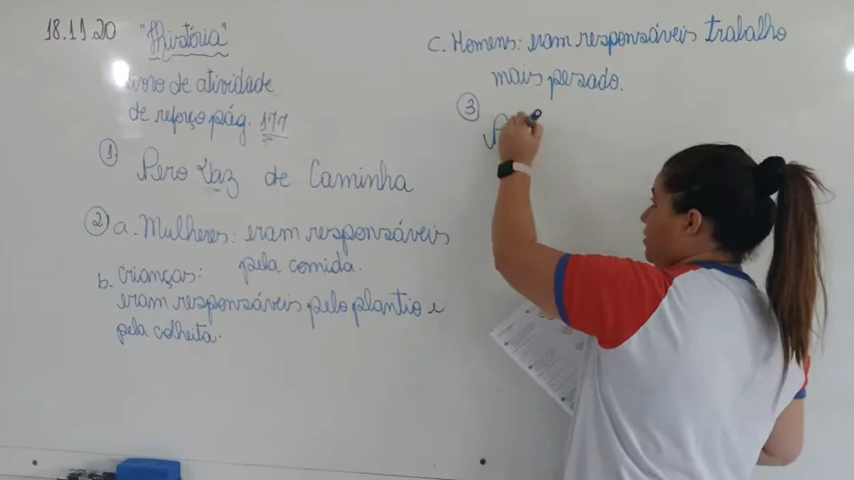 18.11.20 "História"
livro de atividade
de reforço pág. 177
① Pero Vaz de Caminha
② a. Mulheres: eram responsáveis
pela comida.
b. crianças:
eram responsáveis pelo plantio e
pela colheita.
c. Homens: eram responsáveis trabalho
mais pesado.
③